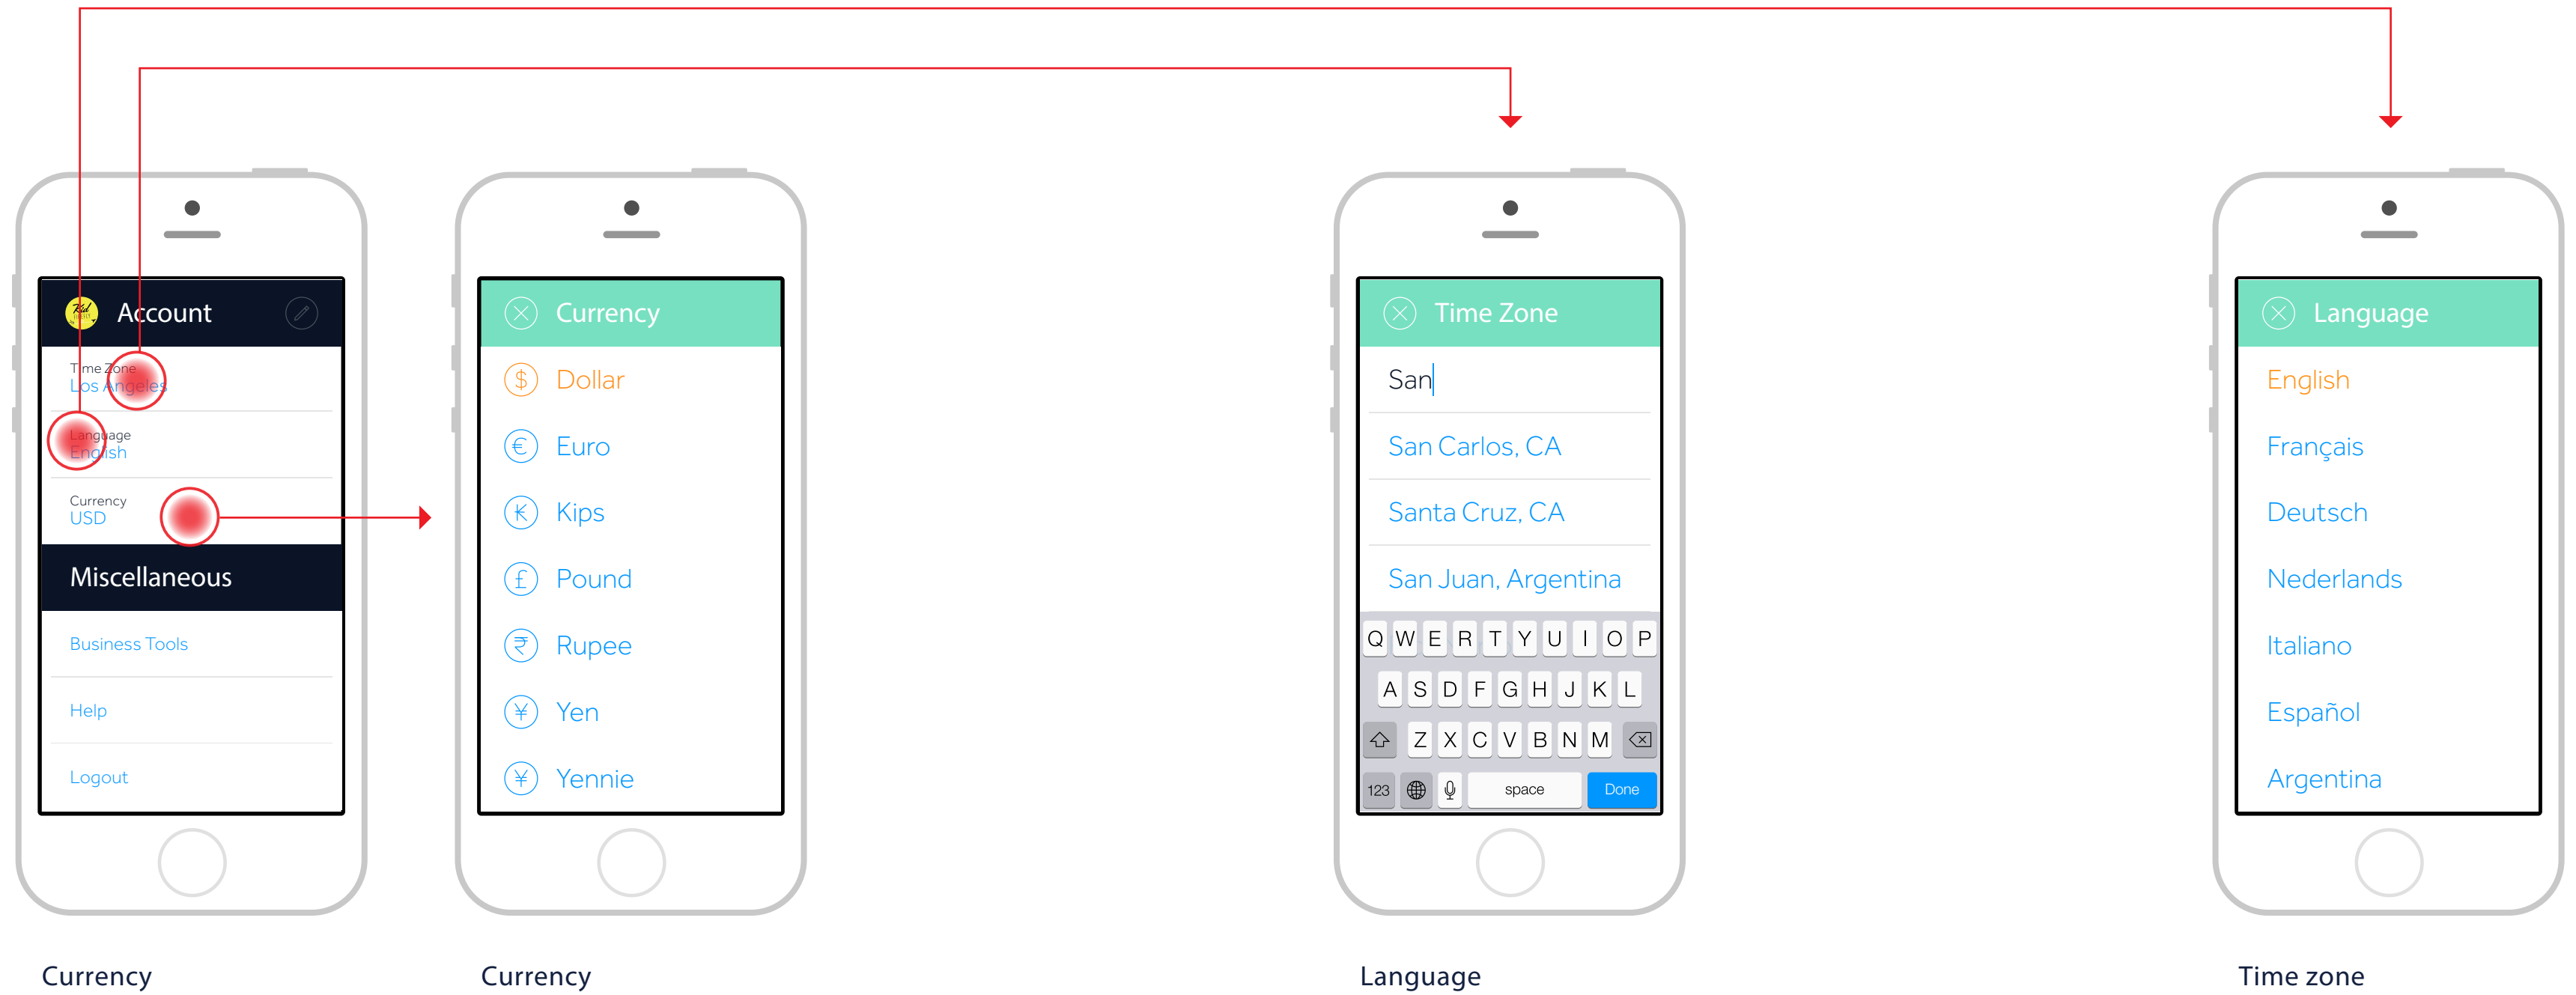 Account
Time Zone
Los Angeles
Language
English
Currency
USD
Miscellaneous
Business Tools
Help
Logout
Currency
Currency
$ Dollar
€ Euro
₭ Kips
£ Pound
₹ Rupee
¥ Yen
¥ Yennie
Currency
Time Zone
San
San Carlos, CA
Santa Cruz, CA
San Juan, Argentina
Q W E R T Y U I O P
A S D F G H J K L
Z X C V B N M
123 space Done
Language
Language
English
Français
Deutsch
Nederlands
Italiano
Español
Argentina
Time zone